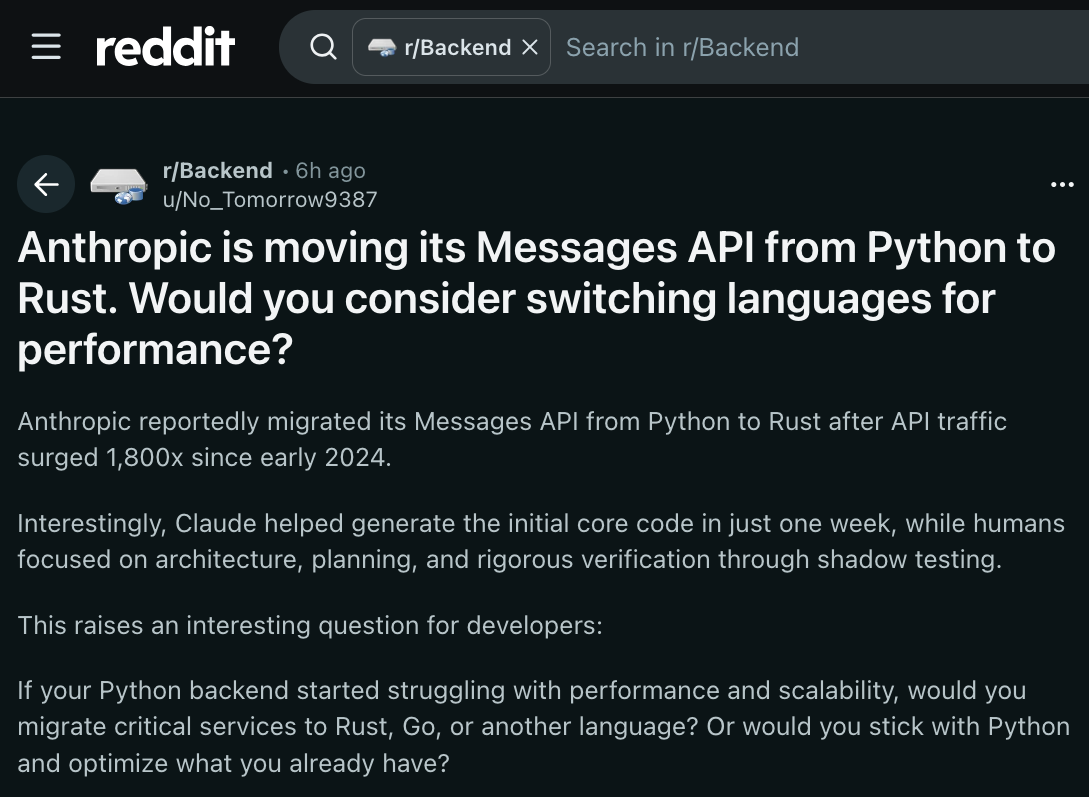 reddit
r/Backend
Search in r/Backend
r/Backend • 6h ago
u/No_Tomorrow9387
Anthropic is moving its Messages API from Python to
Rust. Would you consider switching languages for
performance?
Anthropic reportedly migrated its Messages API from Python to Rust after API traffic
surged 1,800x since early 2024.
Interestingly, Claude helped generate the initial core code in just one week, while humans
focused on architecture, planning, and rigorous verification through shadow testing.
This raises an interesting question for developers:
If your Python backend started struggling with performance and scalability, would you
migrate critical services to Rust, Go, or another language? Or would you stick with Python
and optimize what you already have?